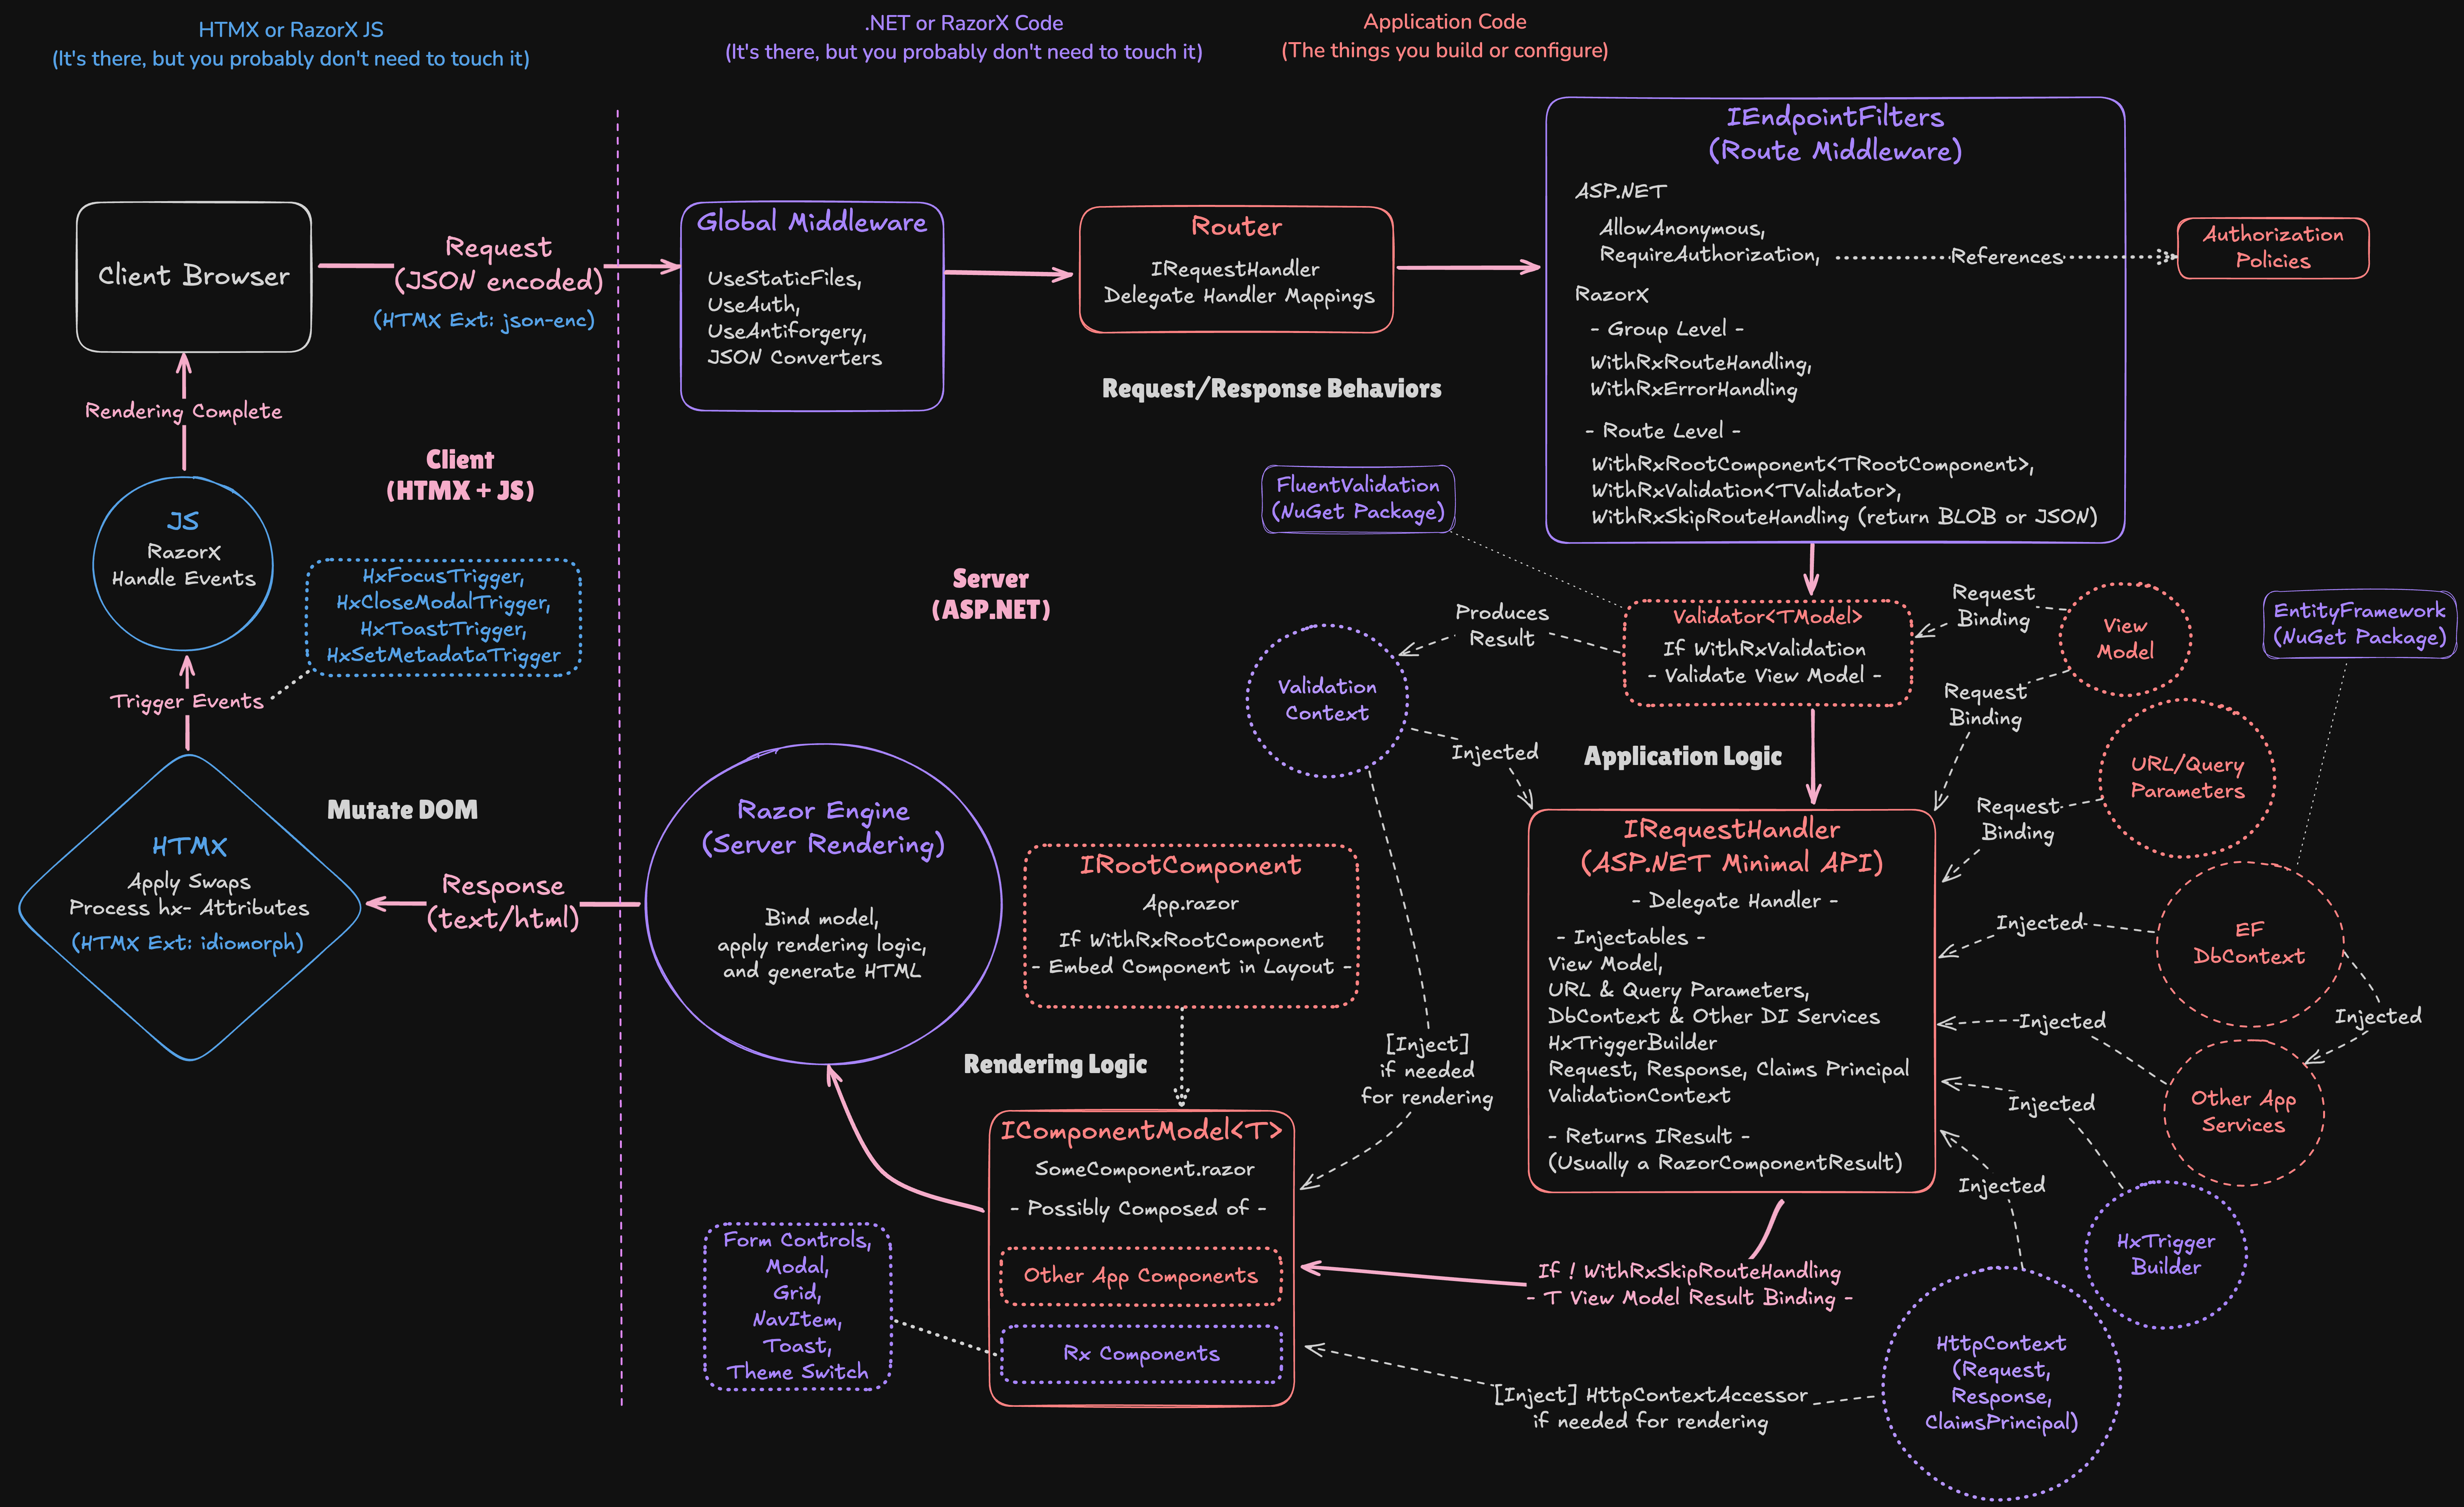 HTMX or RazorX JS
(It's there, but you probably don't need to touch it)
.NET or RazorX Code
(It's there, but you probably don't need to touch it)
Application Code
(The things you build or configure)
Client Browser
Request
(JSON encoded)
(HTMX Ext: json-enc)
Global Middleware
UseStaticFiles,
UseAuth,
UseAntiforgery,
JSON Converters
Router
IRequestHandler
Delegate Handler Mappings
IEndpointFilters
(Route Middleware)
ASP.NET
AllowAnonymous,
RequireAuthorization,
References
Authorization
Policies
RazorX
- Group Level -
WithRxRouteHandling,
WithRxErrorHandling
- Route Level -
WithRxRootComponent<TRootComponent>,
WithRxValidation<TValidator>,
WithRxSkipRouteHandling (return BLOB or JSON)
Request/Response Behaviors
Rendering Complete
Client
(HTMX + JS)
JS
RazorX
Handle Events
HxFocusTrigger,
HxCloseModalTrigger,
HxToastTrigger,
HxSetMetadataTrigger
Trigger Events
Server
(ASP.NET)
FluentValidation
(NuGet Package)
Produces
Result
Validator<TModel>
If WithRxValidation
- Validate View Model -
Request
Binding
View
Model
EntityFramework
(NuGet Package)
Validation
Context
Request
Binding
Injected
Application Logic
URL/Query
Parameters
Request
Binding
Mutate DOM
HTMX
Apply Swaps
Process hx- Attributes
(HTMX Ext: idiomorph)
Response
(text/html)
Razor Engine
(Server Rendering)
Bind model,
apply rendering logic,
and generate HTML
IRootComponent
App.razor
If WithRxRootComponent
- Embed Component in Layout -
IRequestHandler
(ASP.NET Minimal API)
- Delegate Handler -
- Injectables -
View Model,
URL & Query Parameters,
DbContext & Other DI Services
HxTriggerBuilder
Request, Response, Claims Principal
ValidationContext
- Returns IResult -
(Usually a RazorComponentResult)
Injected
EF
DbContext
Injected
Injected
Other App
Services
Injected
Injected
HxTrigger
Builder
Rendering Logic
[Inject]
if needed
for rendering
IComponentModel<T>
SomeComponent.razor
- Possibly Composed of -
Other App Components
Rx Components
Form Controls,
Modal,
Grid,
NavItem,
Toast,
Theme Switch
If ! WithRxSkipRouteHandling
- T View Model Result Binding -
[Inject] HttpContextAccessor
if needed for rendering
HttpContext
(Request,
Response,
ClaimsPrincipal)